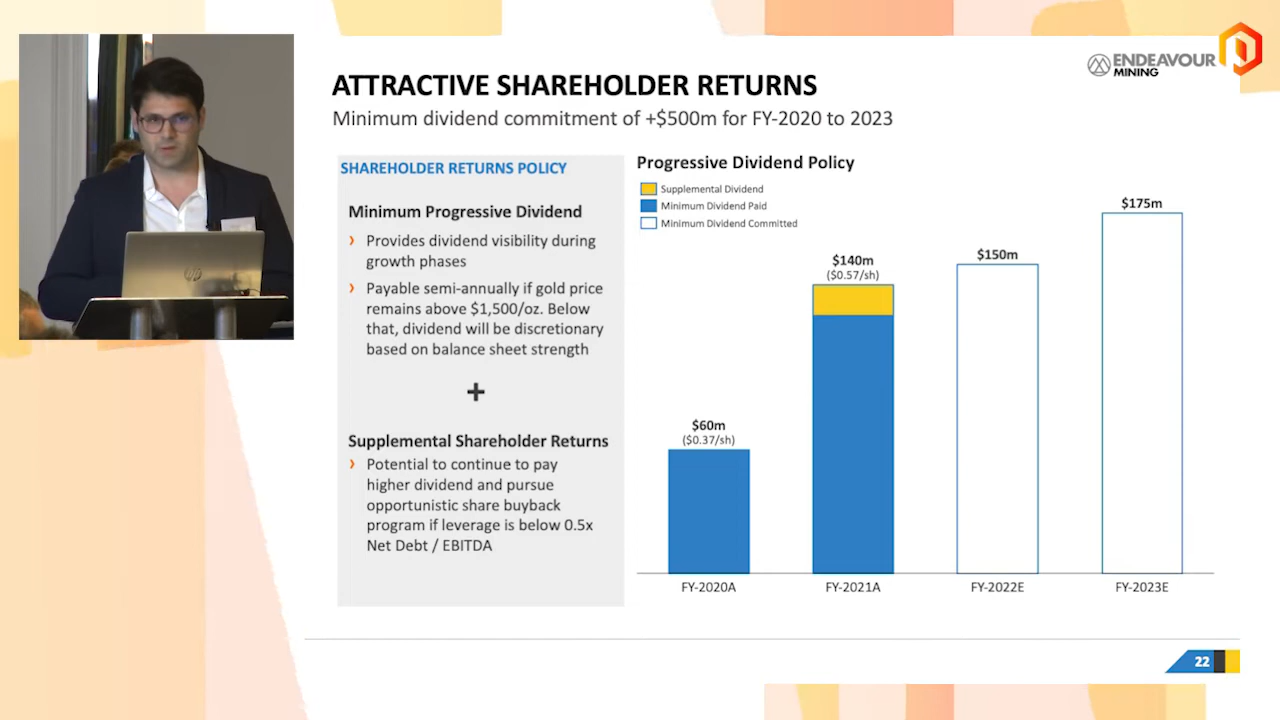 ENDEAVOUR
MINING
ATTRACTIVE SHAREHOLDER RETURNS
Minimum dividend commitment of +$500m for FY-2020 to 2023
SHAREHOLDER RETURNS POLICY
Minimum Progressive Dividend
› Provides dividend visibility during
growth phases
› Payable semi-annually if gold price
remains above $1,500/oz. Below
that, dividend will be discretionary
based on balance sheet strength
+
Supplemental Shareholder Returns
› Potential to continue to pay
higher dividend and pursue
opportunistic share buyback
program if leverage is below 0.5x
Net Debt / EBITDA
Progressive Dividend Policy
Supplemental Dividend
Minimum Dividend Paid
Minimum Dividend Committed
$60m
($0.37/sh)
$140m
($0.57/sh)
$150m
$175m
FY-2020A
FY-2021A
FY-2022E
FY-2023E
22
hp